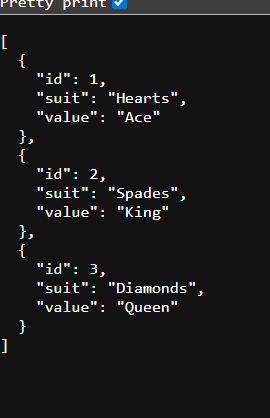 Pretty print
[
  {
    "id": 1,
    "suit": "Hearts",
    "value": "Ace"
  },
  {
    "id": 2,
    "suit": "Spades",
    "value": "King"
  },
  {
    "id": 3,
    "suit": "Diamonds",
    "value": "Queen"
  }
]